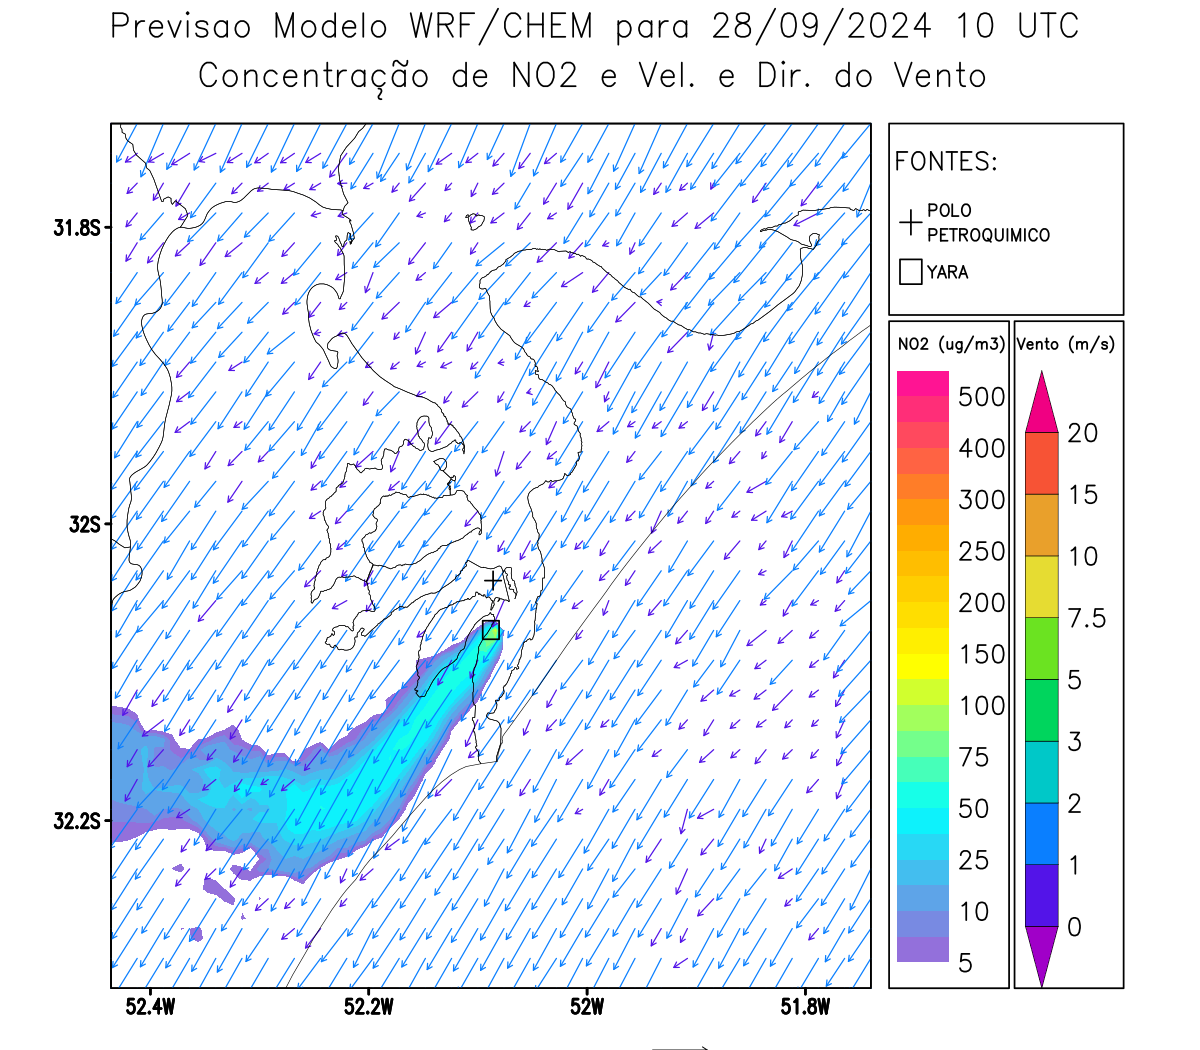 Previsao Modelo WRF/CHEM para 28/09/2024 10 UTC
Concentração de NO2 e Vel. e Dir. do Vento
FONTES:
POLO
PETROQUIMICO
YARA
NO2 (ug/m3)
500
400
300
250
200
150
100
75
50
25
10
5
Vento (m/s)
20
15
10
7.5
5
3
2
1
0
31.8S
32S
32.2S
52.4W
52.2W
52W
51.8W